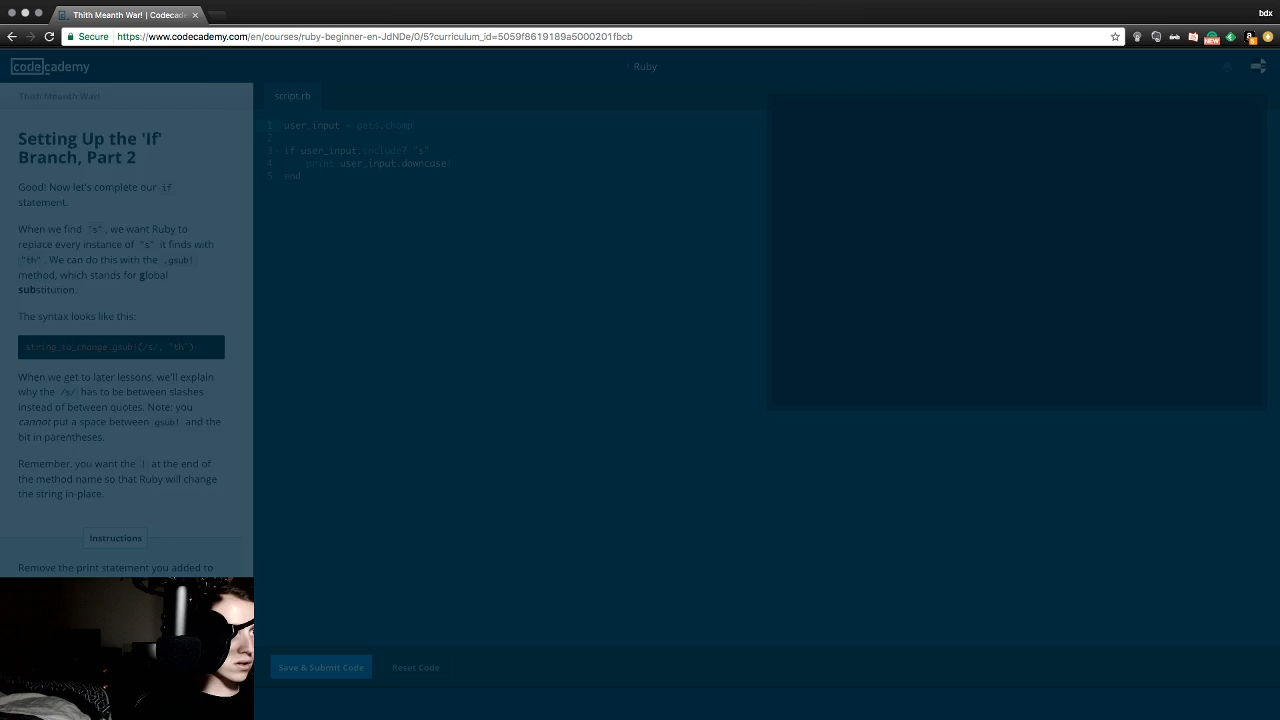 Thith Meanth War! | Codecad
bdx
Secure https://www.codecademy.com/en/courses/ruby-beginner-en-JdNDe/0/5?curriculum_id=5059f8619189a5000201fbcb
NEW
codecademy
Ruby
Thith Meanth War!
script.rb
Setting Up the 'If'
Branch, Part 2
Good! Now let's complete our if
statement.
When we find "s", we want Ruby to
replace every instance of "s" it finds with
"th". We can do this with the .gsub!
method, which stands for global
substitution.
The syntax looks like this:
string_to_change.gsub!(/s/, "th")
When we get to later lessons, we'll explain
why the /s/ has to be between slashes
instead of between quotes. Note: you
cannot put a space between gsub! and the
bit in parentheses.
Remember, you want the ! at the end of
the method name so that Ruby will change
the string in-place.
Instructions
Remove the print statement you added to
1 user_input = gets.chomp
2
3 if user_input.include? "s"
4 print user_input.downcase!
5 end
Save & Submit Code
Reset Code